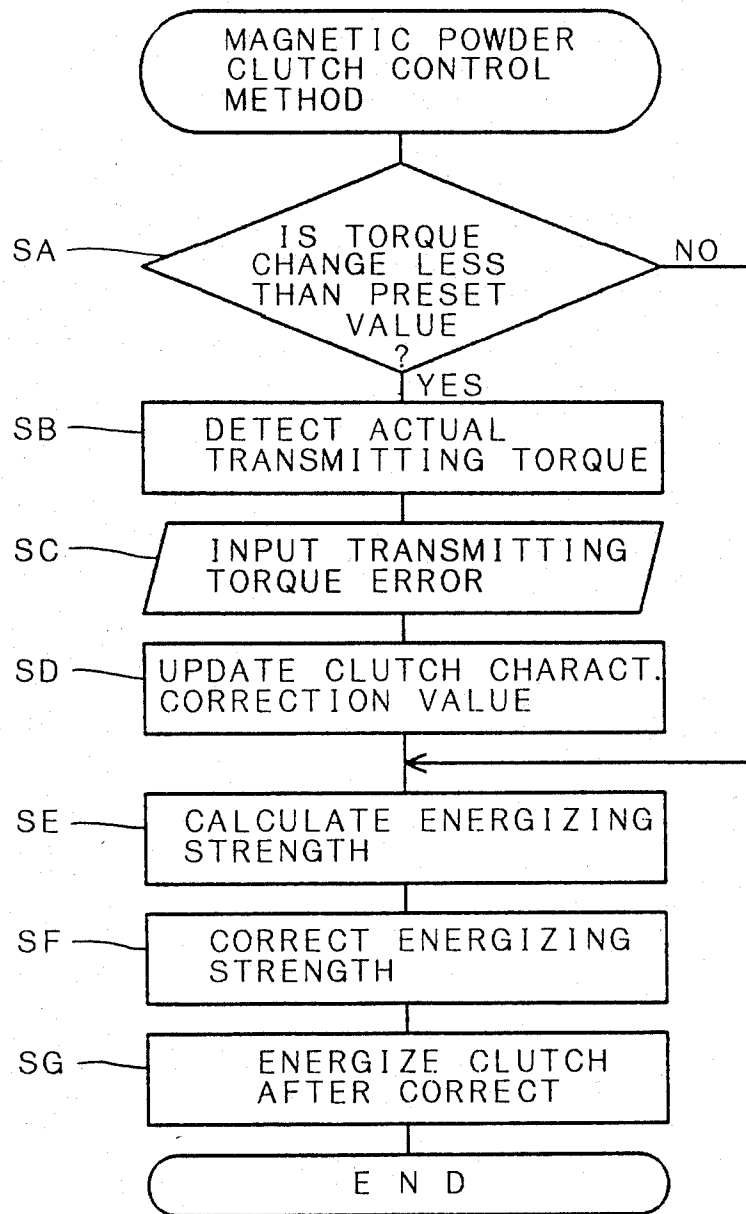 MAGNETIC POWDER
CLUTCH CONTROL
METHOD
SA
IS TORQUE
CHANGE LESS
THAN PRESET
VALUE
?
NO
YES
SB
DETECT ACTUAL
TRANSMITTING TORQUE
SC
INPUT TRANSMITTING
TORQUE ERROR
SD
UPDATE CLUTCH CHARACT.
CORRECTION VALUE
SE
CALCULATE ENERGIZING
STRENGTH
SF
CORRECT ENERGIZING
STRENGTH
SG
ENERGIZE CLUTCH
AFTER CORRECT
END